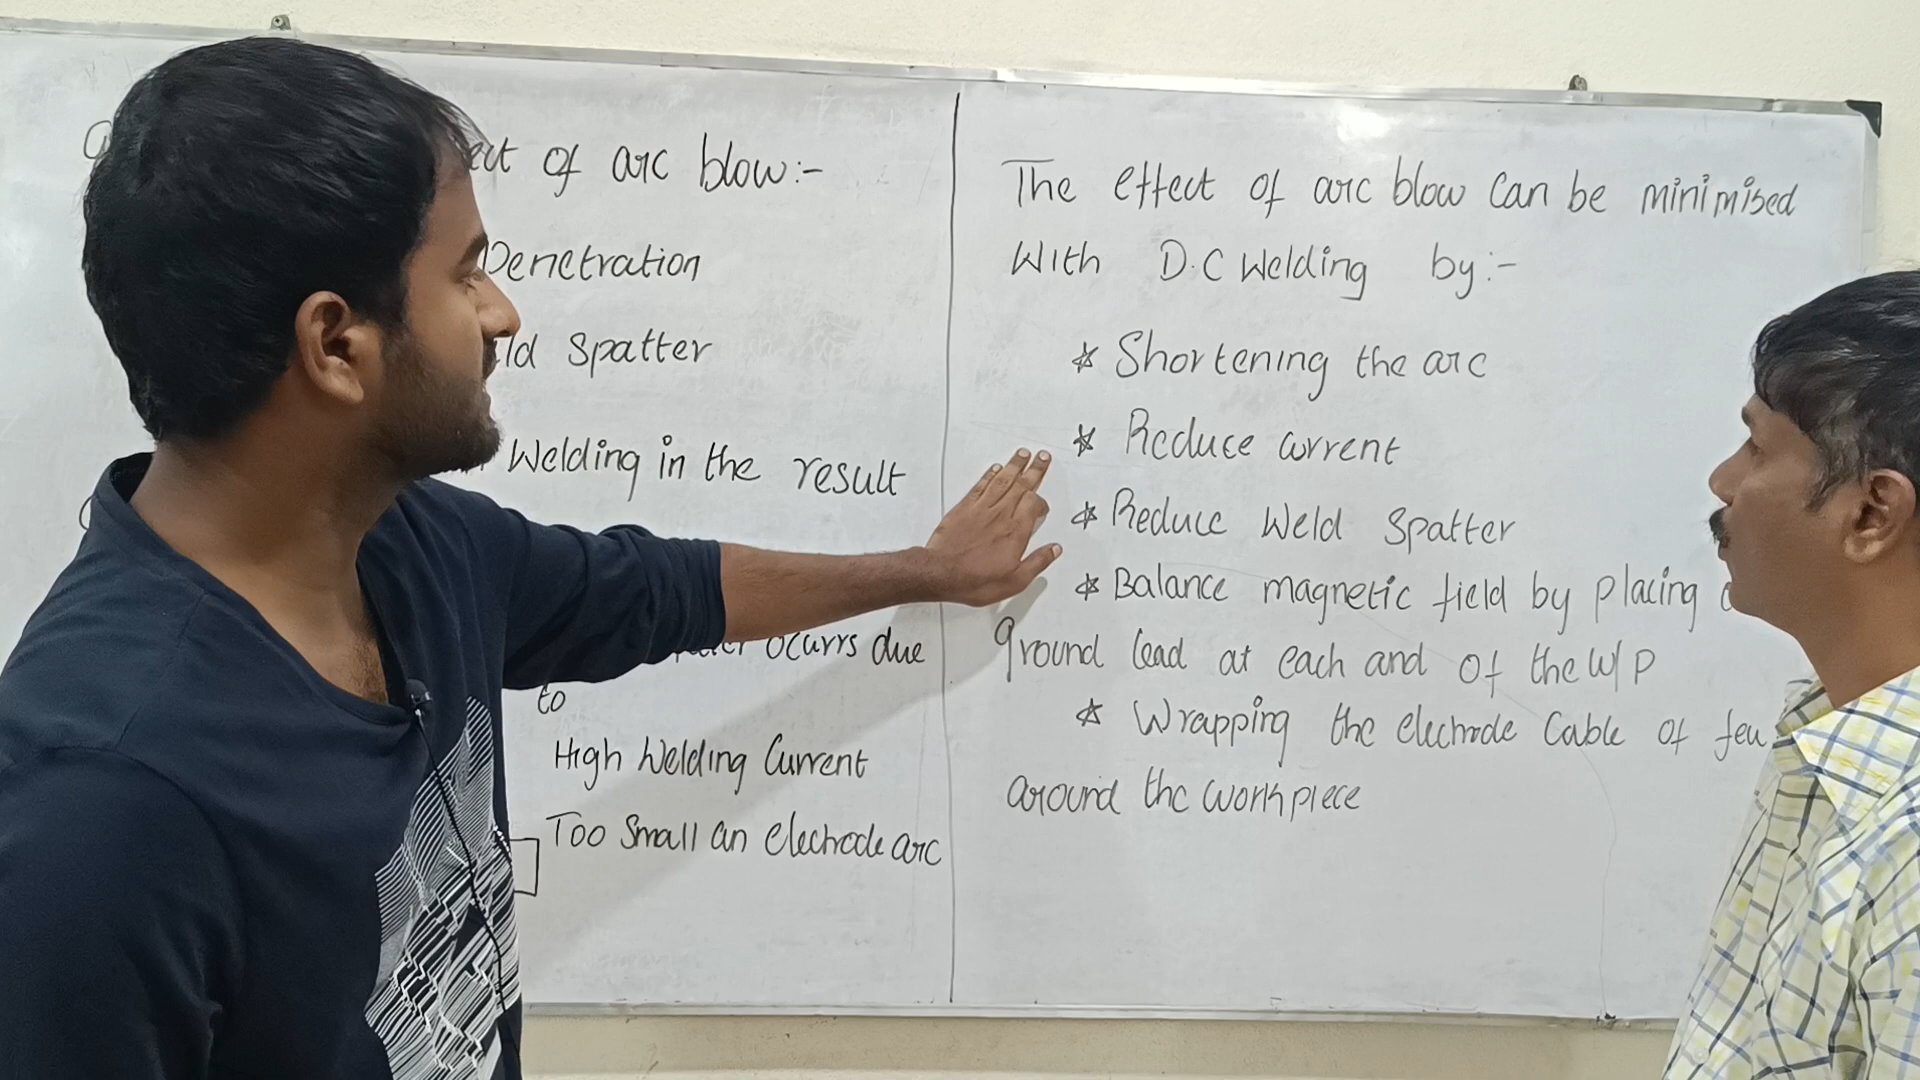 of arc blow:-
Penetration
Spatter
Welding in the result
ocurrs due
to
High Welding Current
Too Small an electrode arc
The effect of arc blow can be minimised
With D.C Welding by:-
☆ Shortening the arc
☆ Reduce current
☆ Reduce Weld Spatter
☆ Balance magnetic field by placing
ground lead at each and of the W/P
☆ Wrapping the electrode cable of few
around the workpiece